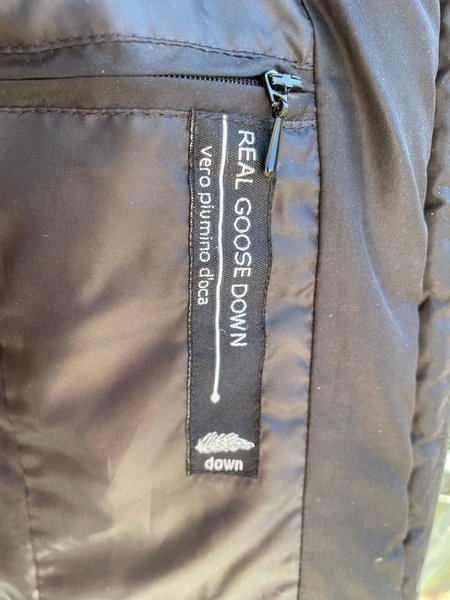 REAL GOOSE DOWN
vero piumino d'oca
down